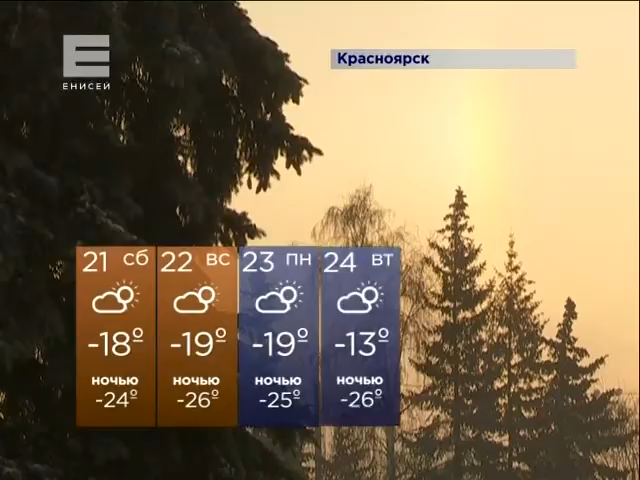 Красноярск
Е
ЕНИСЕЙ
21 сб
22 вс
23 пн
24 вт
-18°
-19°
-19°
-13°
ночью
ночью
ночью
ночью
-24°
-26°
-25°
-26°